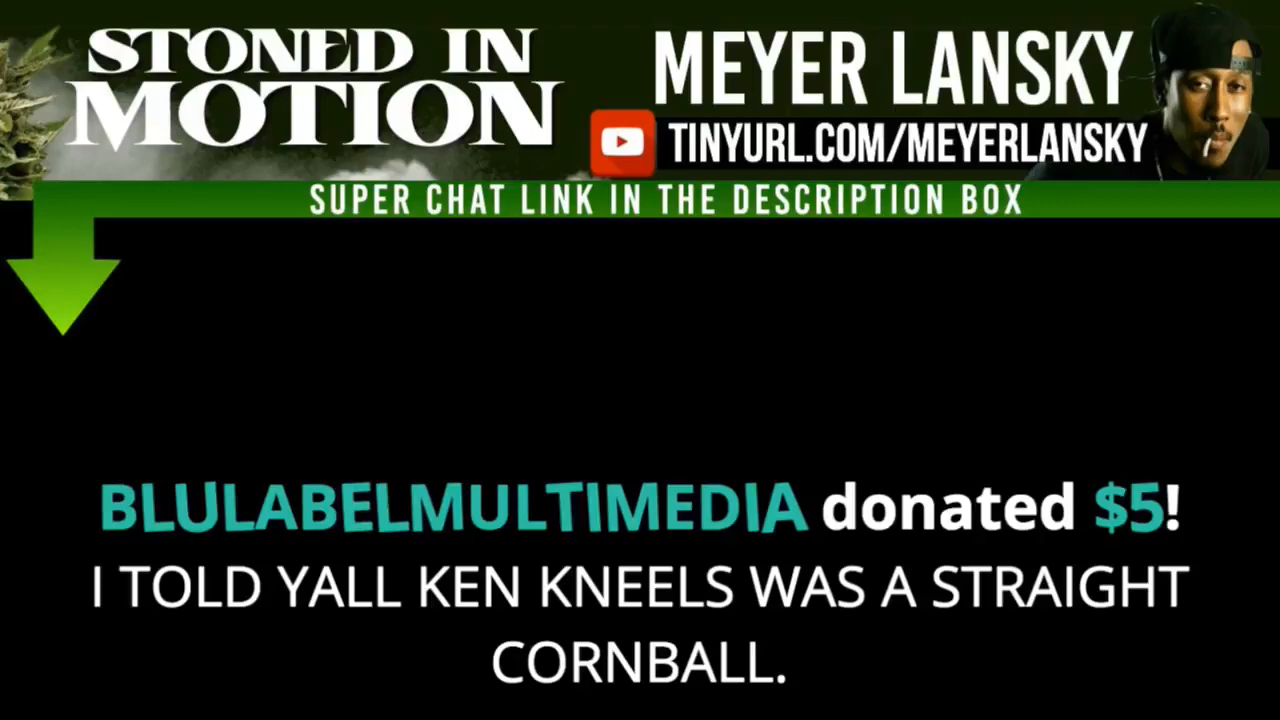 STONED IN
MOTION
MEYER LANSKY
TINYURL.COM/MEYERLANSKY
SUPER CHAT LINK IN THE DESCRIPTION BOX
BLULABELMULTIMEDIA donated $5!
I TOLD YALL KEN KNEELS WAS A STRAIGHT
CORNBALL.